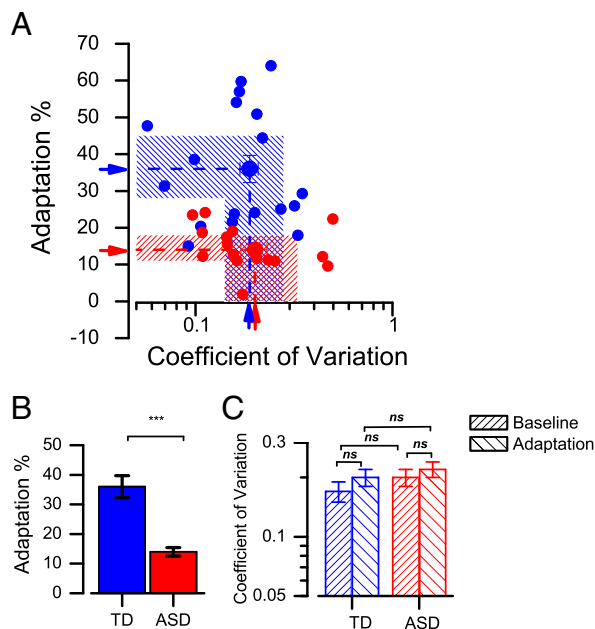 A
70
60
50
40
30
20
10
0
-10
Adaptation %
0.1
1
Coefficient of Variation
B
***
50
40
30
20
10
0
Adaptation %
TD
ASD
C
ns
ns
ns
ns
0.3
0.1
0.05
Coefficient of Variation
TD
ASD
Baseline
Adaptation